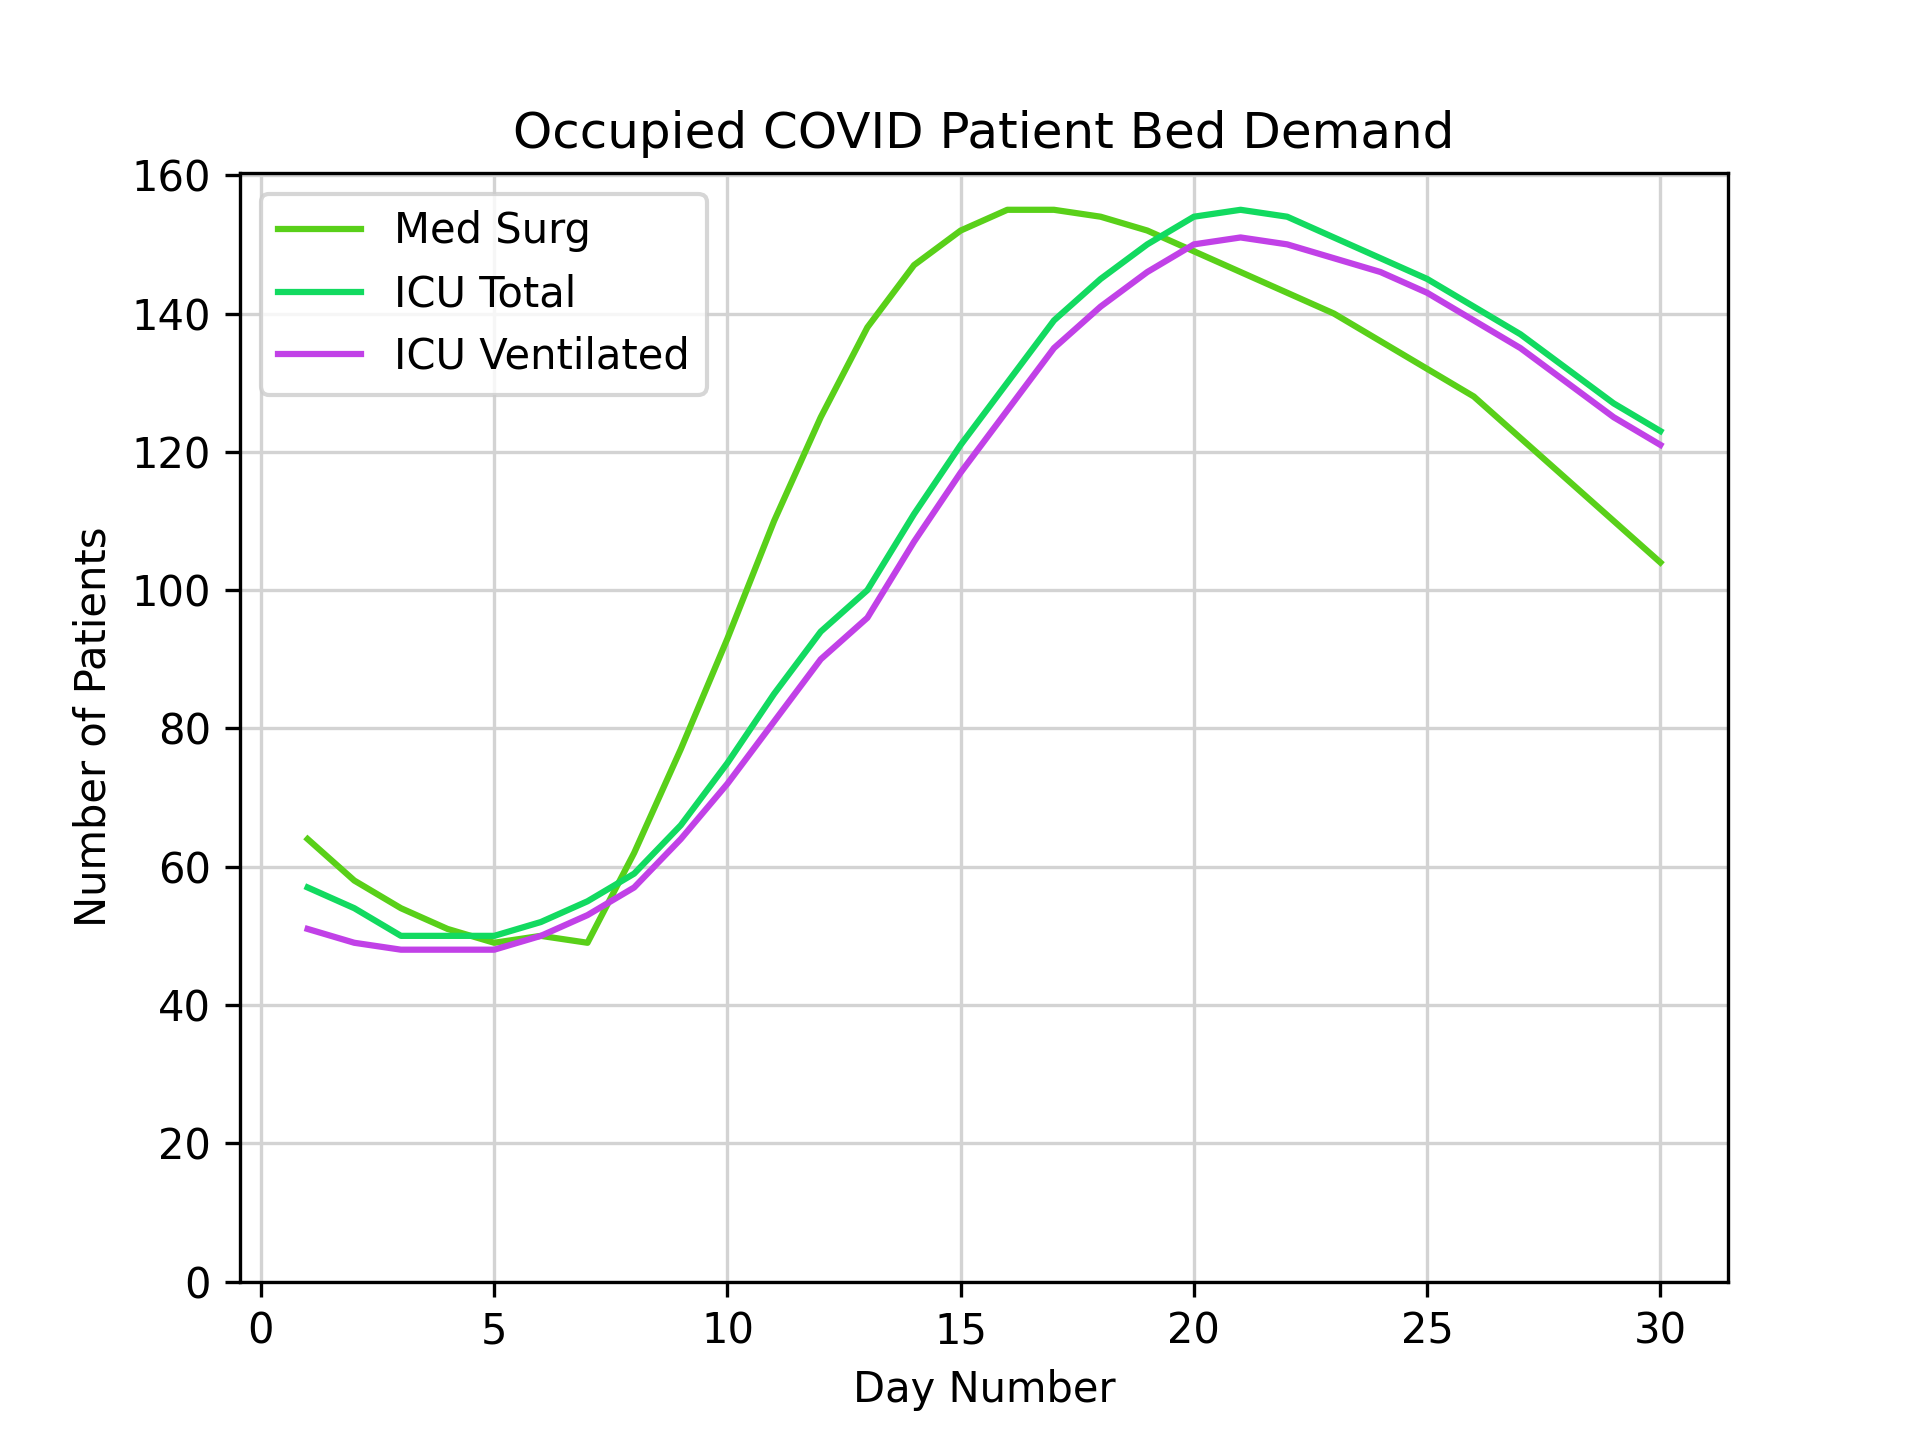 Occupied COVID Patient Bed Demand
160
140
120
100
80
60
40
20
0
Number of Patients
Med Surg
ICU Total
ICU Ventilated
0 5 10 15 20 25 30
Day Number